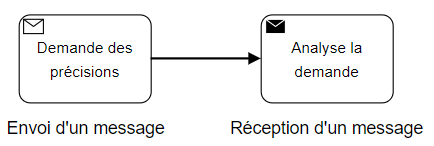 Demande des
précisions
Analyse la
demande
Envoi d'un message
Réception d'un message